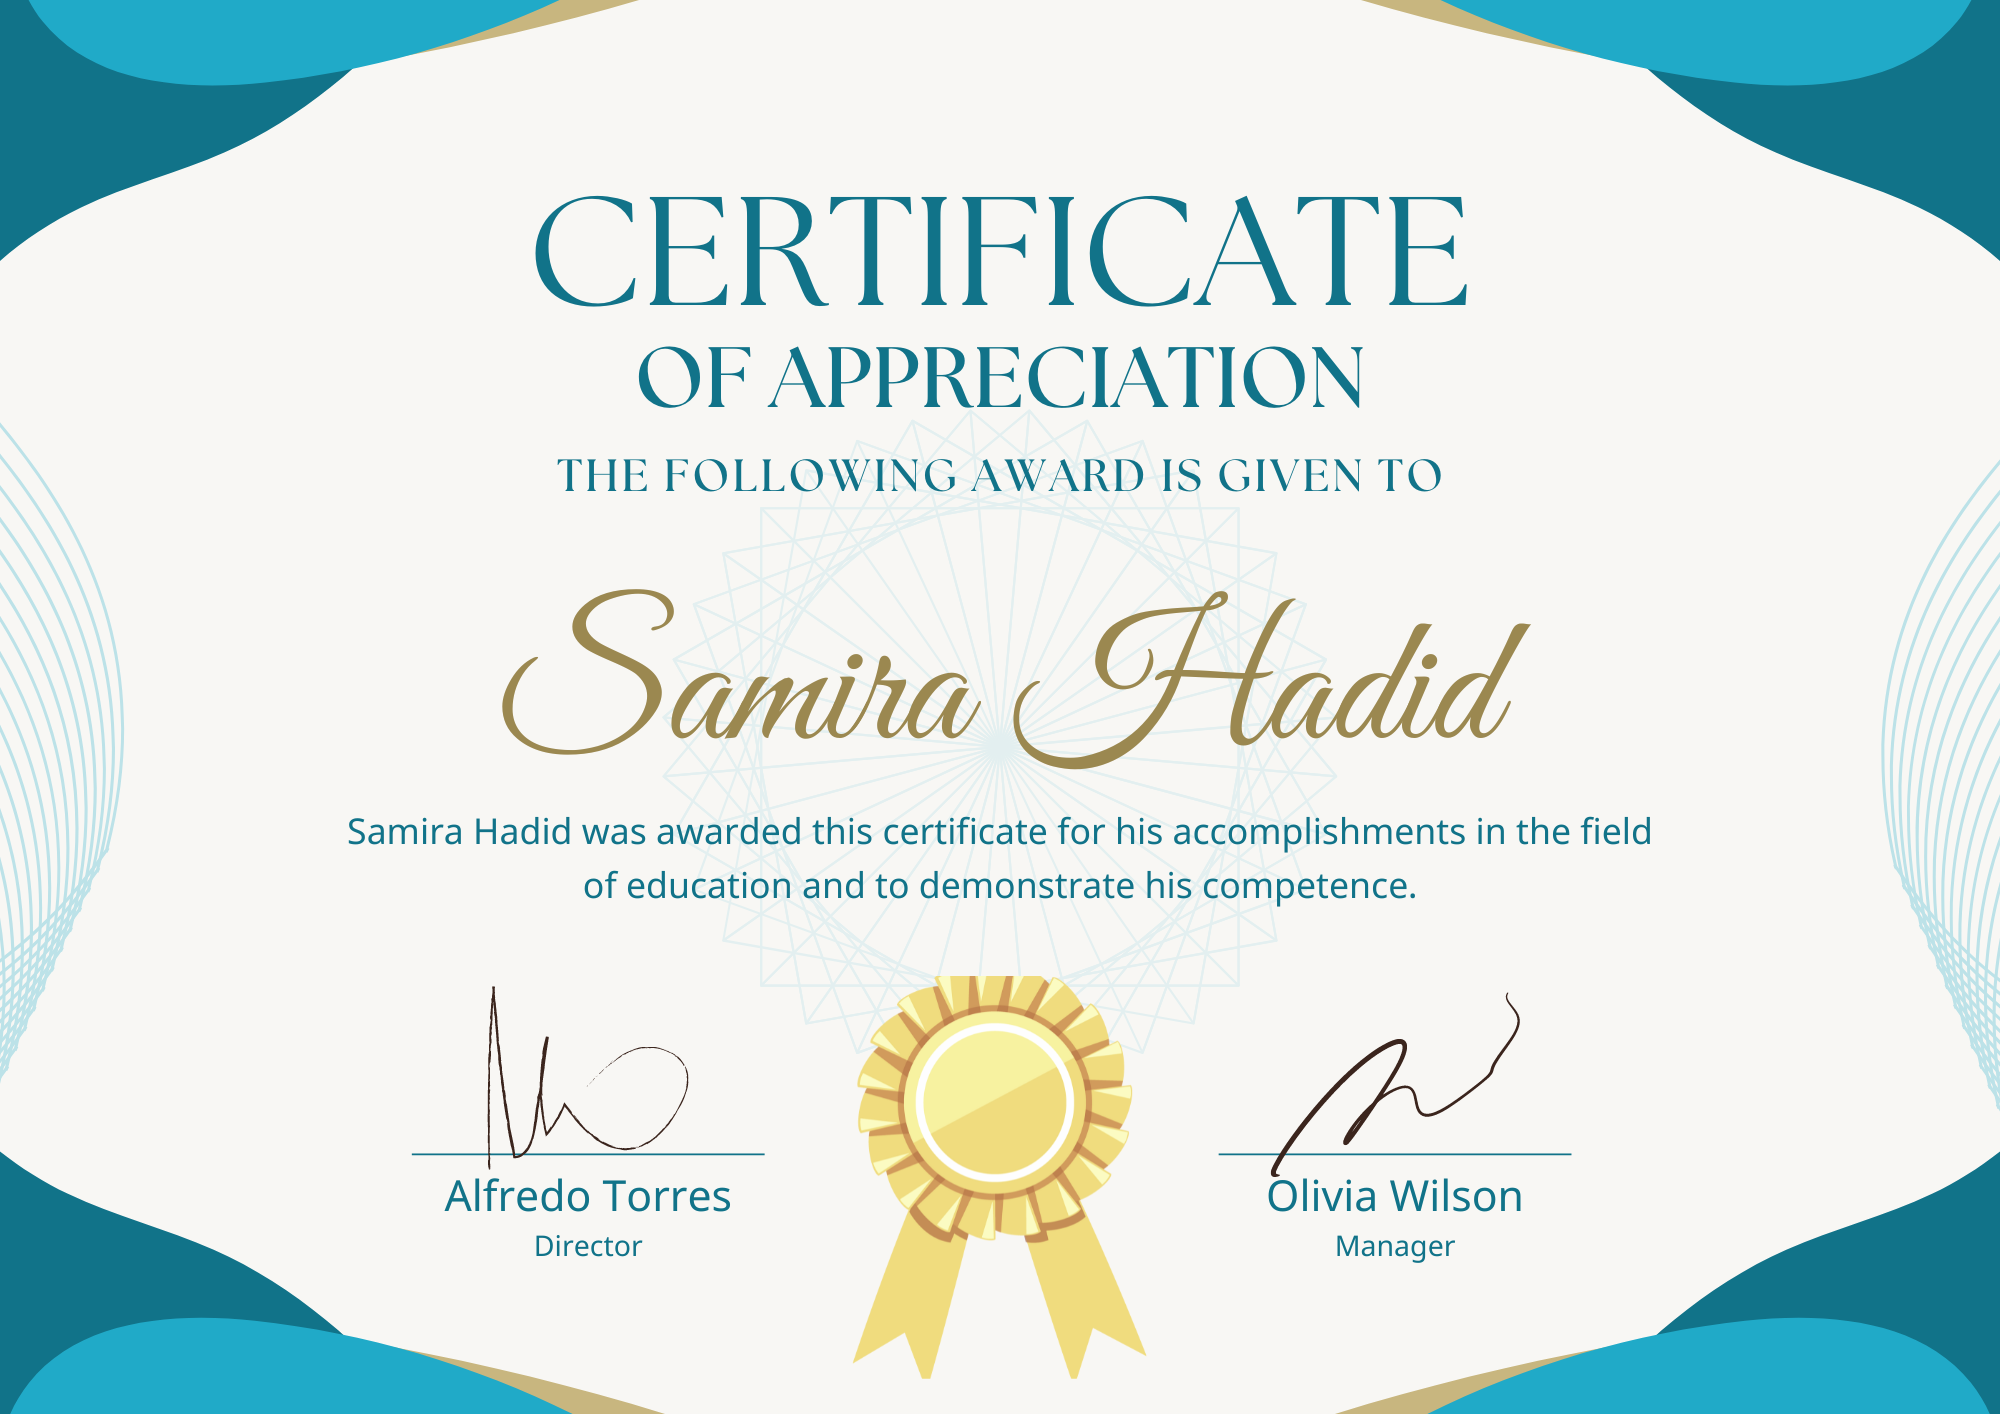 CERTIFICATE
OF APPRECIATION
THE FOLLOWING AWARD IS GIVEN TO
Samira Hadid
Samira Hadid was awarded this certificate for his accomplishments in the field
of education and to demonstrate his competence.
Alfredo Torres
Director
Olivia Wilson
Manager